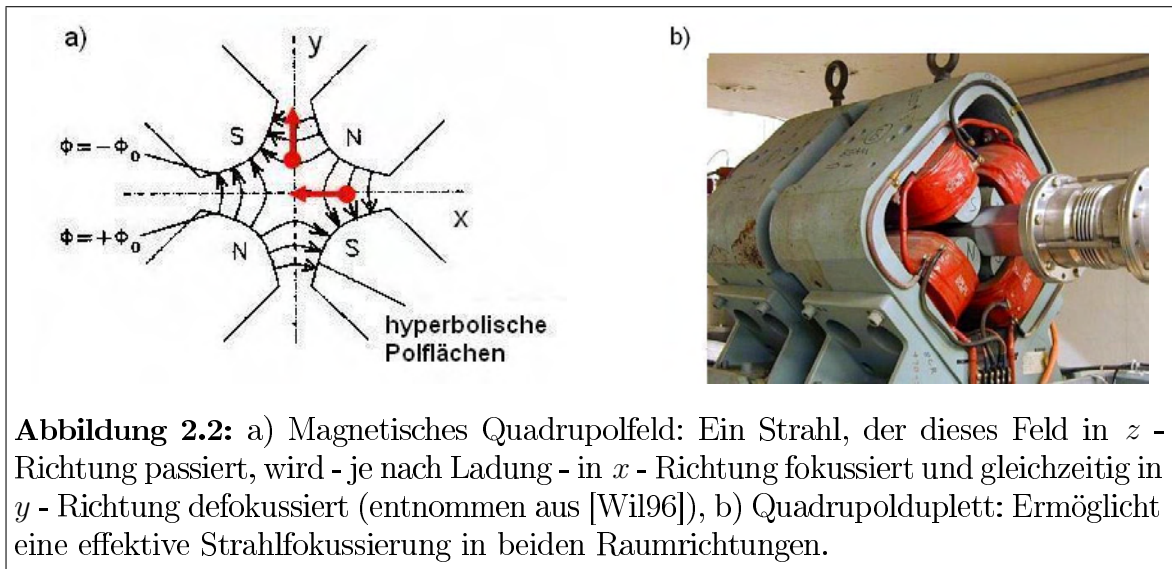 a)
y
S
N
Φ=−Φ₀
x
Φ=+Φ₀
N
S
hyperbolische
Polflächen
b)
S
N
Abbildung 2.2: a) Magnetisches Quadrupolfeld: Ein Strahl, der dieses Feld in z -
Richtung passiert, wird - je nach Ladung - in x - Richtung fokussiert und gleichzeitig in
y - Richtung defokussiert (entnommen aus [Wil96]), b) Quadrupolduplett: Ermöglicht
eine effektive Strahlfokussierung in beiden Raumrichtungen.